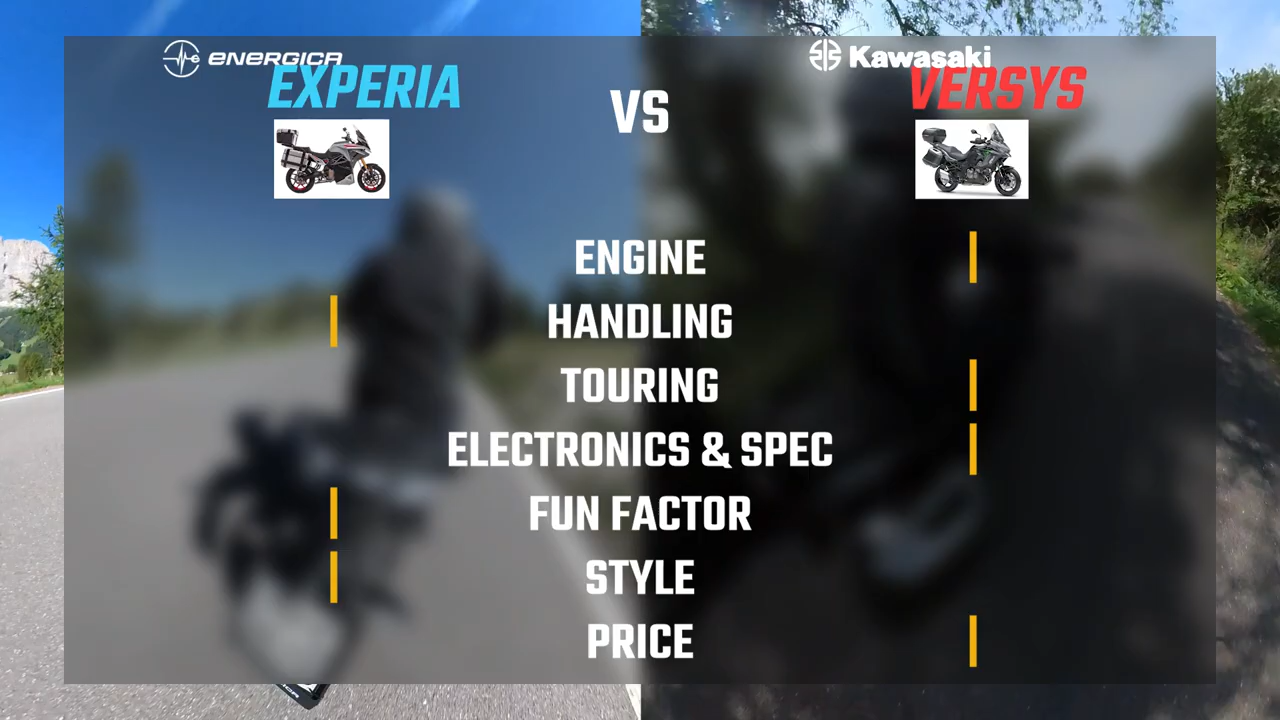 ENERGICA
EXPERIA
VS
Kawasaki
VERSYS
ENGINE
HANDLING
TOURING
ELECTRONICS & SPEC
FUN FACTOR
STYLE
PRICE